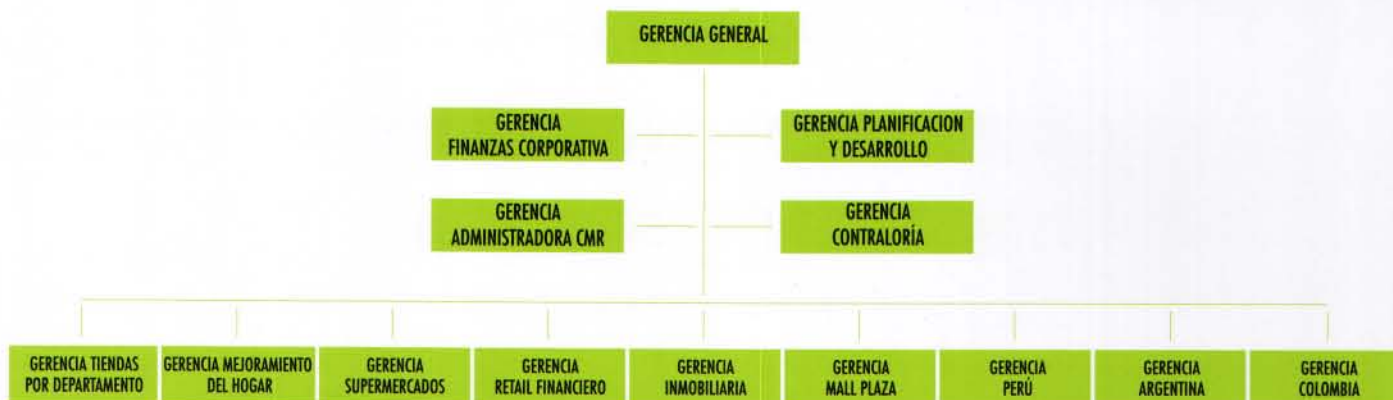 GERENCIA GENERAL
GERENCIA
FINANZAS CORPORATIVA
GERENCIA PLANIFICACION
Y DESARROLLO
GERENCIA
ADMINISTRADORA CMR
GERENCIA
CONTRALORÍA
GERENCIA TIENDAS
POR DEPARTAMENTO
GERENCIA MEJORAMIENTO
DEL HOGAR
GERENCIA
SUPERMERCADOS
GERENCIA
RETAIL FINANCIERO
GERENCIA
INMOBILIARIA
GERENCIA
MALL PLAZA
GERENCIA
PERÚ
GERENCIA
ARGENTINA
GERENCIA
COLOMBIA